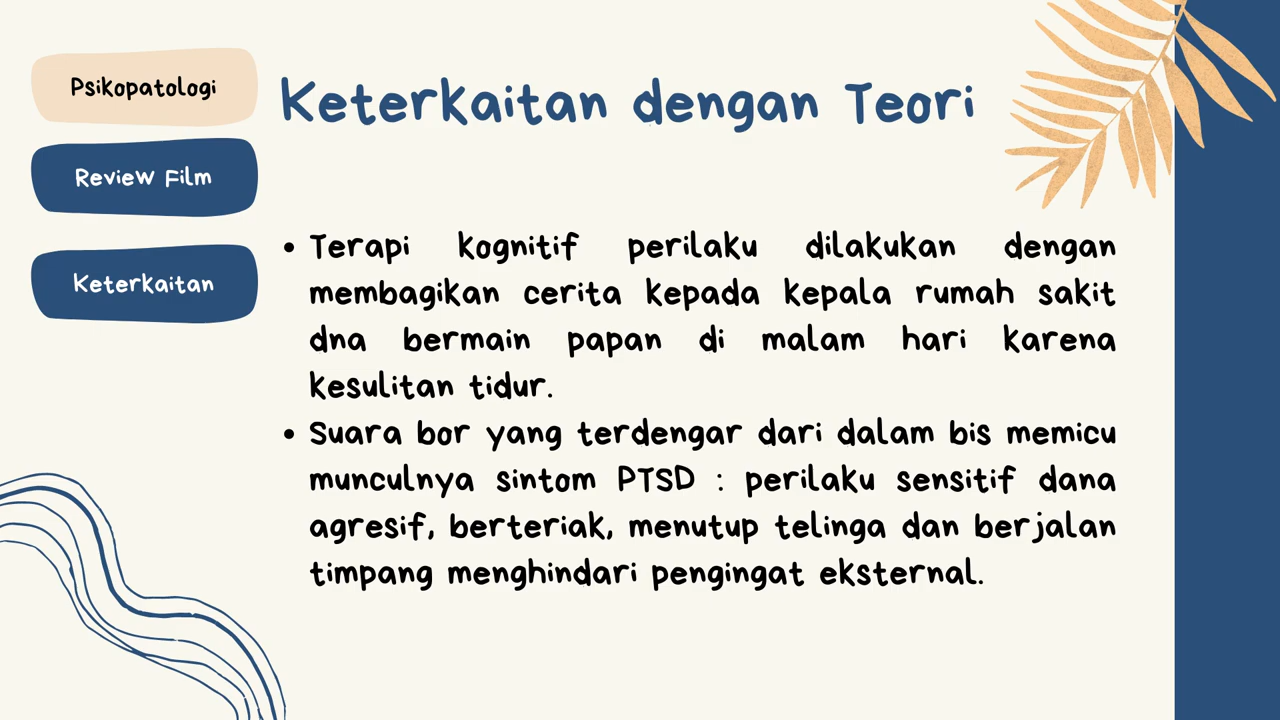 Psikopatologi
Review Film
Keterkaitan
Keterkaitan dengan Teori
• Terapi kognitif perilaku dilakukan dengan
membagikan cerita kepada kepala rumah sakit
dna bermain papan di malam hari karena
kesulitan tidur.
• Suara bor yang terdengar dari dalam bis memicu
munculnya sintom PTSD : perilaku sensitif dana
agresif, berteriak, menutup telinga dan berjalan
timpang menghindari pengingat eksternal.